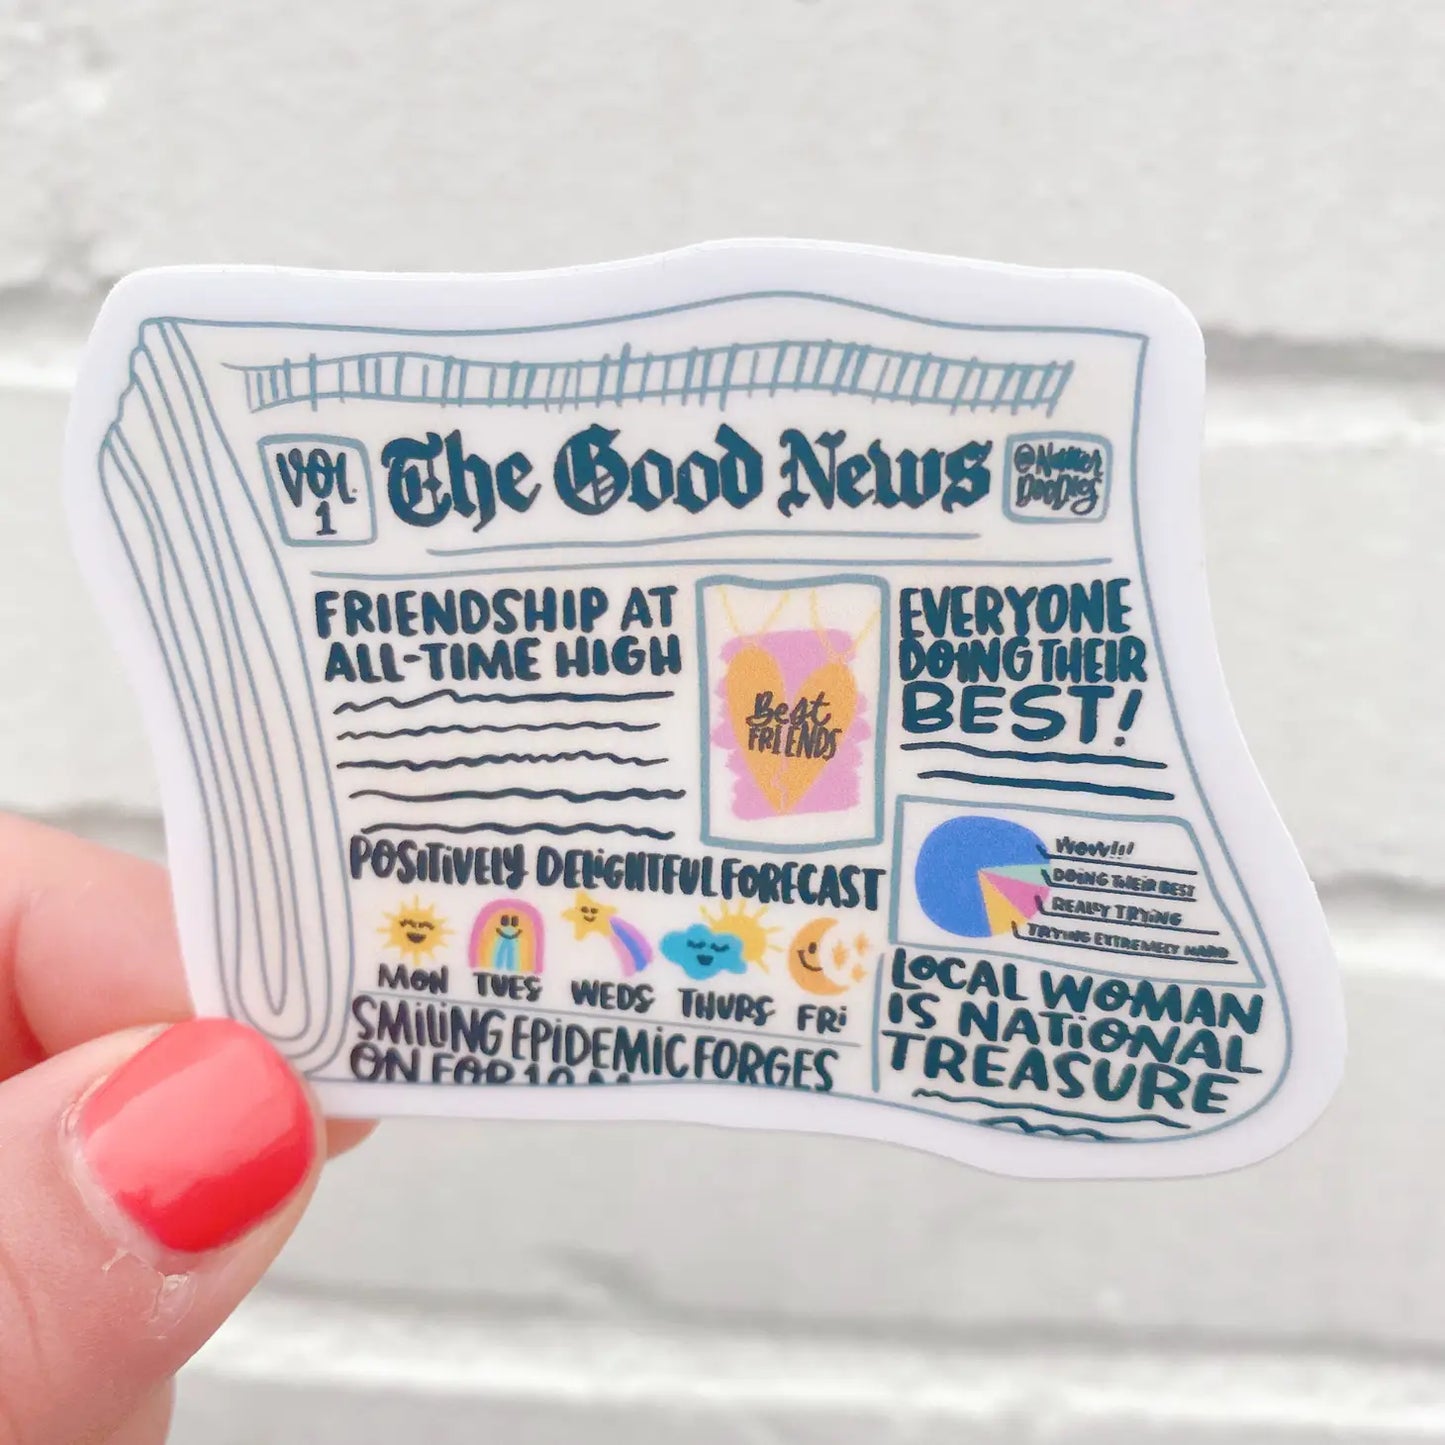 VOL.
1
The Good News
FRIENDSHIP AT
ALL-TIME HIGH
Best
FRIENDS
EVERYONE
DOING THEIR
BEST!
WOW!!!
DOING THEIR BEST
REALLY TRYING
TRYING EXTREMELY HARD
POSITIVELY DELIGHTFUL FORECAST
MON TUES WEDS THURS FRI
SMILING EPIDEMIC FORGES
ON FOR
LOCAL WOMAN
IS NATIONAL
TREASURE